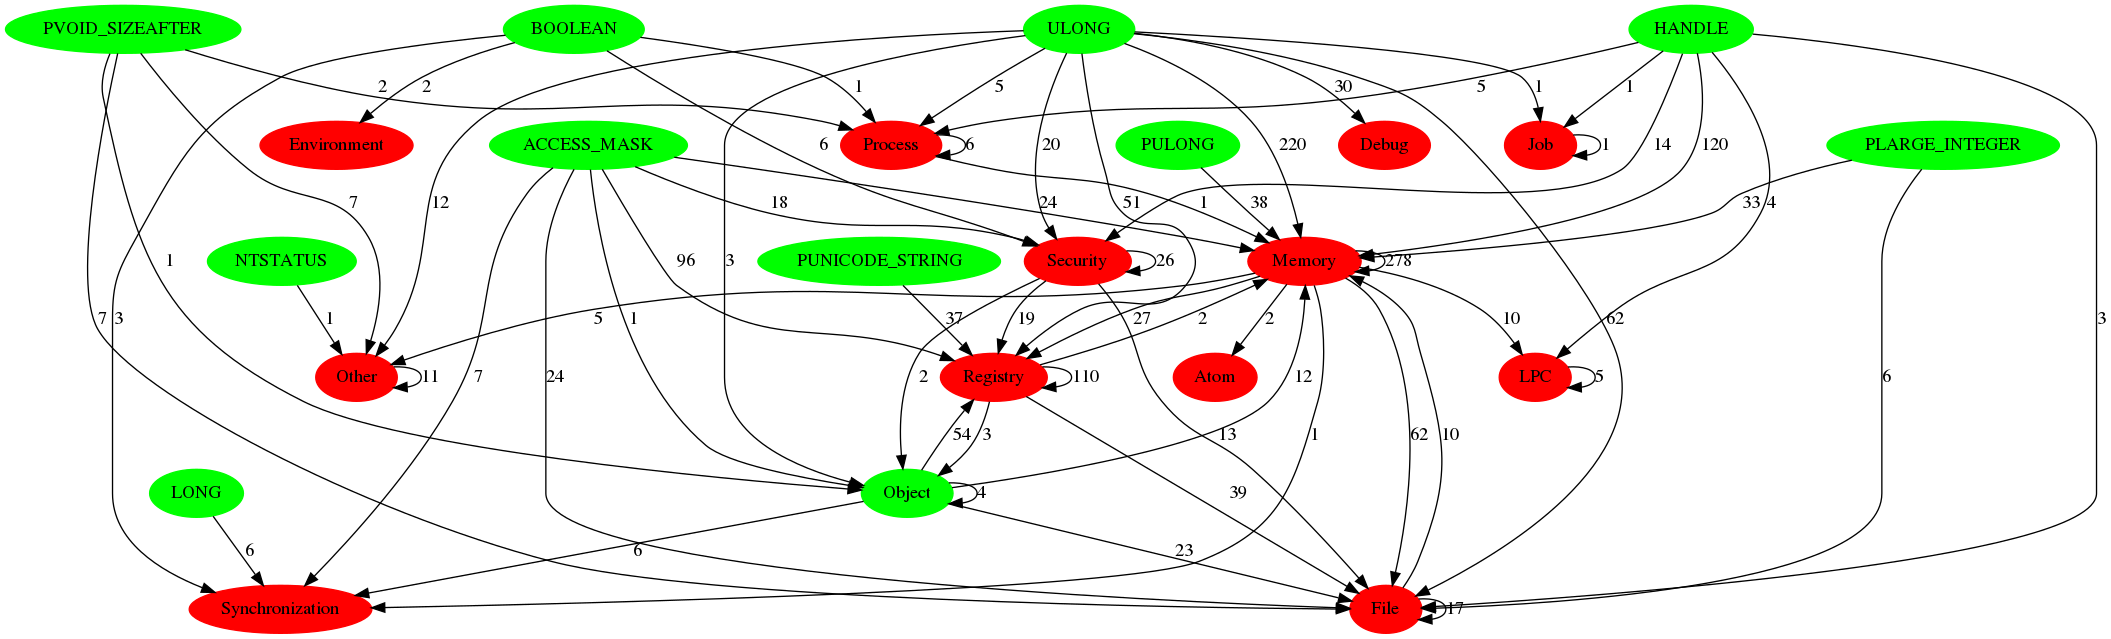 PVOID_SIZEAFTER
BOOLEAN
ULONG
HANDLE
2
2
1
5
30
1
5
1
Environment
ACCESS_MASK
6
Process
6
20
PULONG
220
Debug
Job
1
14
120
PLARGE_INTEGER
7
12
18
24
51
1
38
33
4
1
NTSTATUS
96
PUNICODE_STRING
3
Security
26
Memory
278
7
3
1
5
1
37
19
27
2
2
10
62
3
Other
11
7
24
2
Registry
110
Atom
12
LPC
5
6
54
3
13
1
62
10
LONG
Object
4
39
6
6
23
Synchronization
File
17